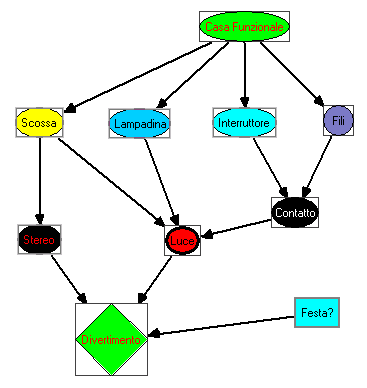 Casa Funzionale
Scossa
Lampadina
Interruttore
Fili
Contatto
Stereo
Luce
Festa?
Divertimento